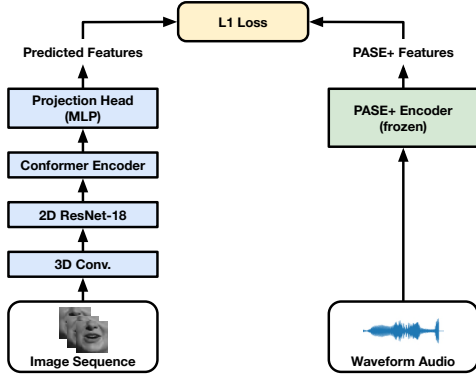 L1 Loss
Predicted Features
PASE+ Features
Projection Head
(MLP)
PASE+ Encoder
(frozen)
Conformer Encoder
2D ResNet-18
3D Conv.
Image Sequence
Waveform Audio